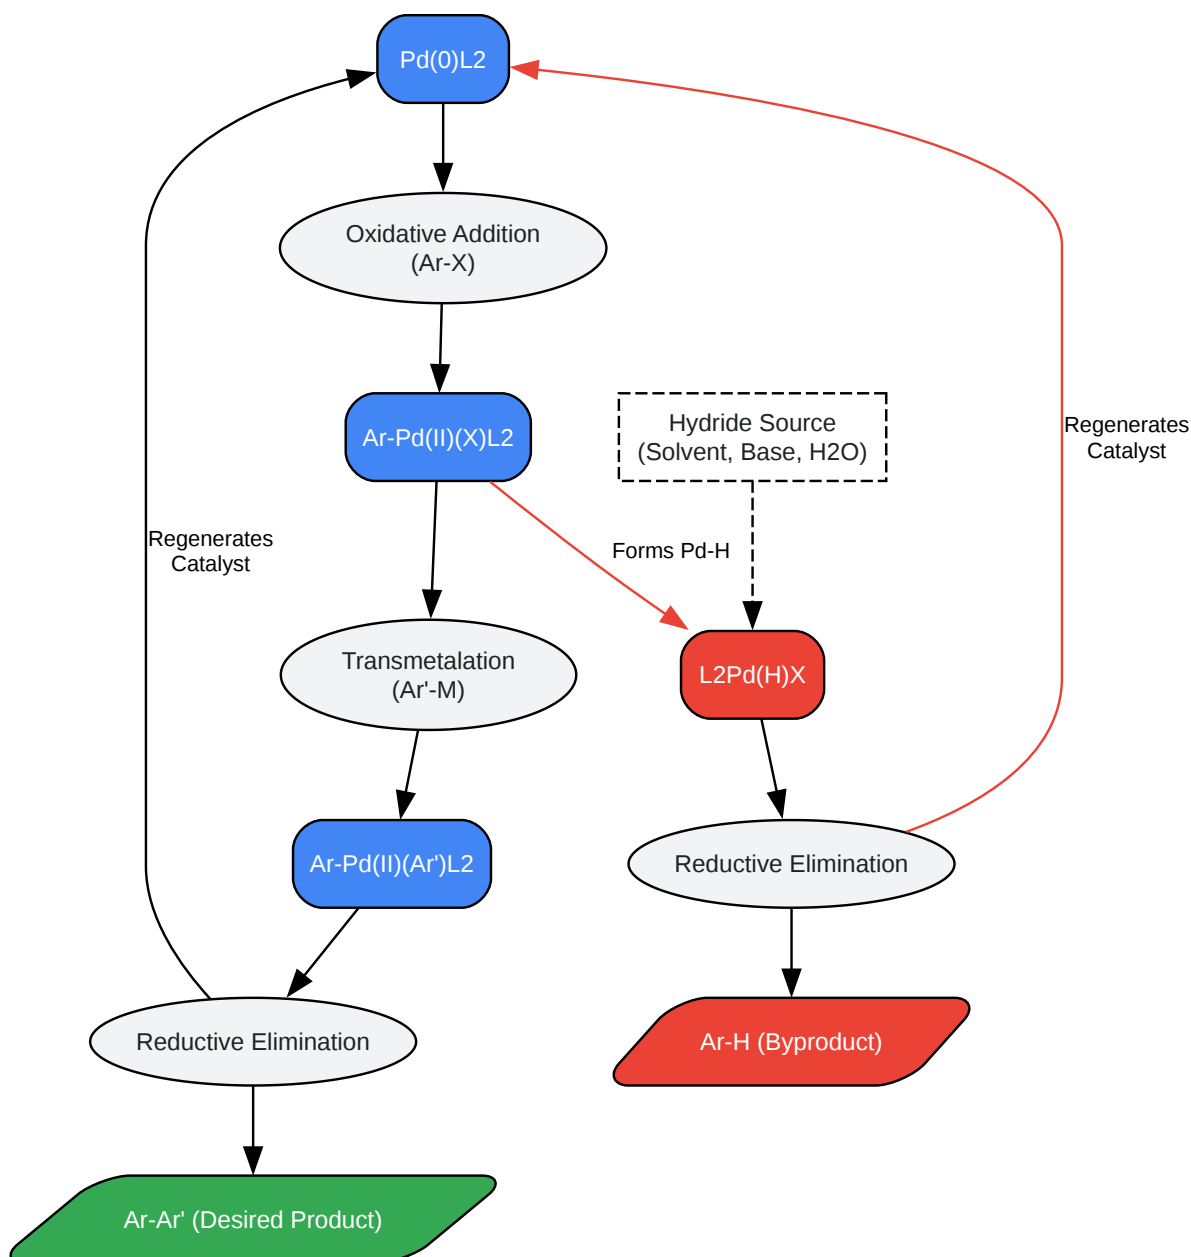 Pd(0)L2
Oxidative Addition
(Ar-X)
Ar-Pd(II)(X)L2
Hydride Source
(Solvent, Base, H2O)
Regenerates
Catalyst
Regenerates
Catalyst
Forms Pd-H
Transmetalation
(Ar'-M)
L2Pd(H)X
Ar-Pd(II)(Ar')L2
Reductive Elimination
Reductive Elimination
Ar-H (Byproduct)
Ar-Ar' (Desired Product)